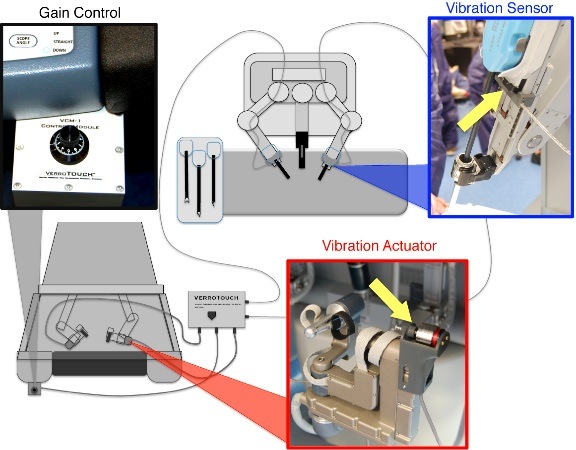 Gain Control
Vibration Sensor
SCOPE
ANGLE
UP
STRAIGHT
DOWN
VCM-1
CONTROL MODULE
VERROTOUCH
Vibration Actuator
VERROTOUCH